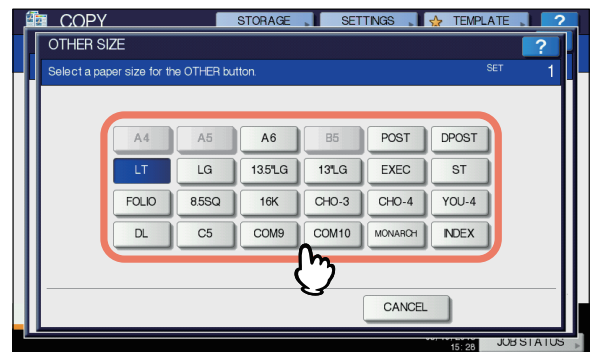 COPY STORAGE SETTINGS TEMPLATE ?
OTHER SIZE ?
Select a paper size for the OTHER button. SET 1
A4 A5 A6 B5 POST DPOST
LT LG 13.5"LG 13"LG EXEC ST
FOLIO 8.5SQ 16K CHO-3 CHO-4 YOU-4
DL C5 COM9 COM10 MONARCH INDEX
CANCEL
15:28 JOB STATUS